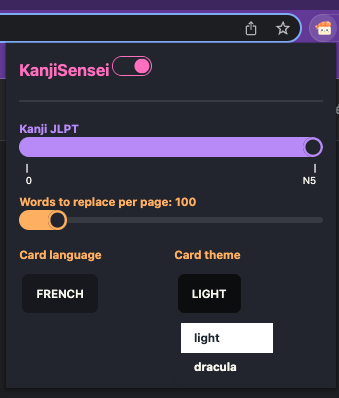 KanjiSensei
Kanji JLPT
0 N5
Words to replace per page: 100
Card language Card theme
FRENCH LIGHT
light
dracula